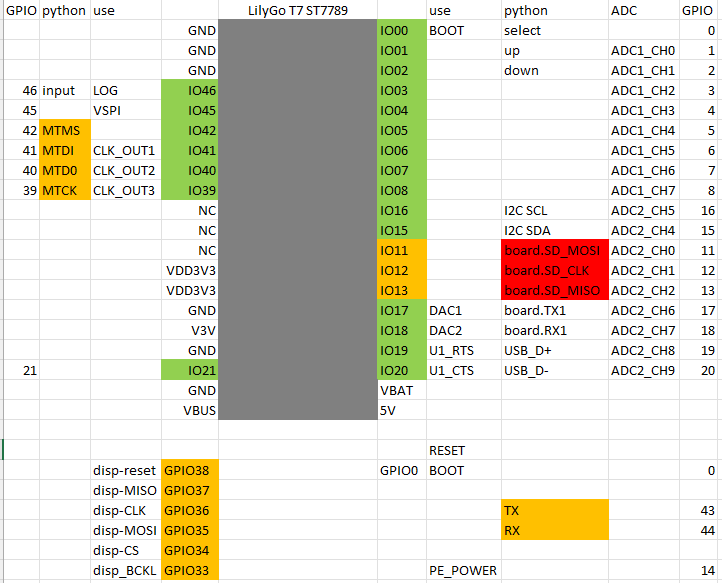 GPIO python use LilyGo T7 ST7789 use python ADC GPIO
GND IO00 BOOT select 0
GND IO01 up ADC1_CH0 1
GND IO02 down ADC1_CH1 2
46 input LOG IO46 IO03 ADC1_CH2 3
45 VSPI IO45 IO04 ADC1_CH3 4
42 MTMS IO42 IO05 ADC1_CH4 5
41 MTDI CLK_OUT1 IO41 IO06 ADC1_CH5 6
40 MTD0 CLK_OUT2 IO40 IO07 ADC1_CH6 7
39 MTCK CLK_OUT3 IO39 IO08 ADC1_CH7 8
NC IO16 I2C SCL ADC2_CH5 16
NC IO15 I2C SDA ADC2_CH4 15
NC IO11 board.SD_MOSI ADC2_CH0 11
VDD3V3 IO12 board.SD_CLK ADC2_CH1 12
VDD3V3 IO13 board.SD_MISO ADC2_CH2 13
GND IO17 DAC1 board.TX1 ADC2_CH6 17
V3V IO18 DAC2 board.RX1 ADC2_CH7 18
GND IO19 U1_RTS USB_D+ ADC2_CH8 19
21 IO21 IO20 U1_CTS USB_D- ADC2_CH9 20
GND VBAT
VBUS 5V
RESET
disp-reset GPIO38 GPIO0 BOOT 0
disp-MISO GPIO37
disp-CLK GPIO36 TX 43
disp-MOSI GPIO35 RX 44
disp-CS GPIO34
disp_BCKL GPIO33 PE_POWER 14